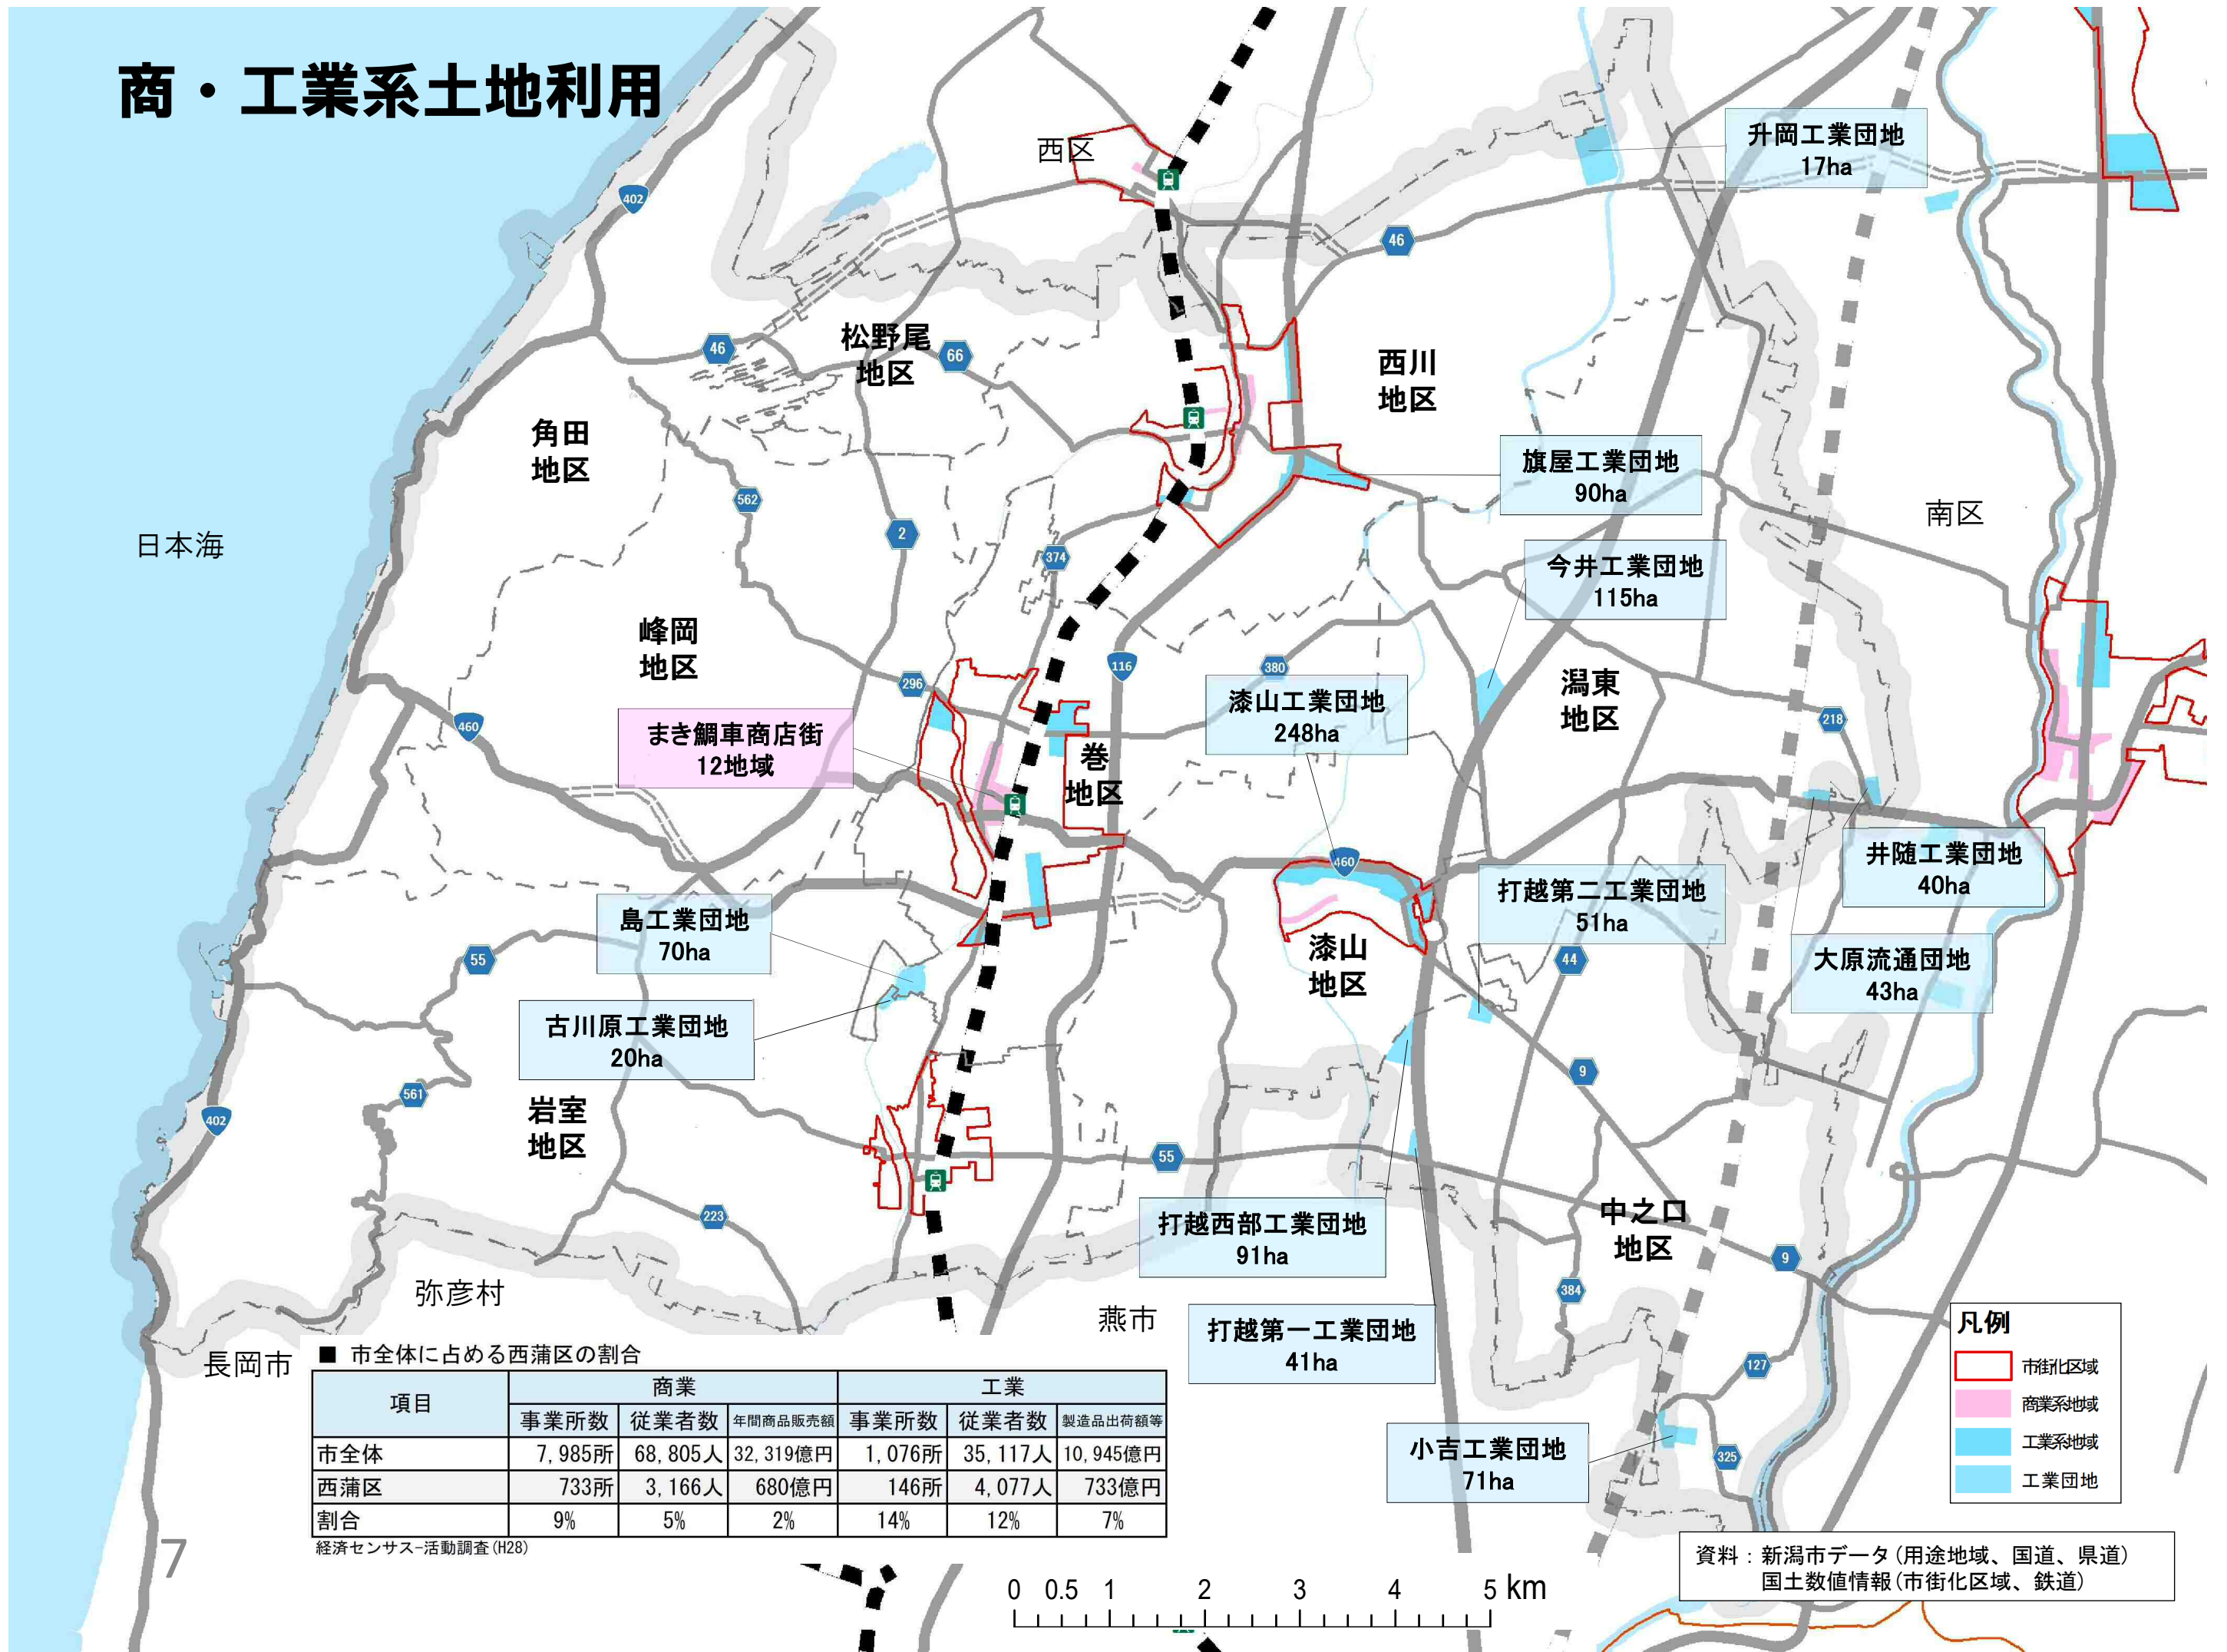 商・工業系土地利用
西区
升岡工業団地
17ha
402
46
松野尾
地区
46
66
西川
地区
角田
地区
旗屋工業団地
90ha
562
2
374
南区
日本海
今井工業団地
115ha
峰岡
地区
116
380
296
漆山工業団地
248ha
潟東
地区
218
460
まき鯛車商店街
12地域
巻
地区
460
井随工業団地
40ha
打越第二工業団地
51ha
島工業団地
70ha
漆山
地区
44
大原流通団地
43ha
55
古川原工業団地
20ha
9
561
402
岩室
地区
55
223
打越西部工業団地
91ha
中之口
地区
9
弥彦村
384
燕市
打越第一工業団地
41ha
長岡市
127
小吉工業団地
71ha
325
凡例
市街化区域
商業系地域
工業系地域
工業団地
■ 市全体に占める西蒲区の割合
項目 商業 工業
事業所数 従業者数 年間商品販売額 事業所数 従業者数 製造品出荷額等
市全体 7,985所 68,805人 32,319億円 1,076所 35,117人 10,945億円
西蒲区 733所 3,166人 680億円 146所 4,077人 733億円
割合 9% 5% 2% 14% 12% 7%
経済センサス-活動調査(H28)
7
0 0.5 1 2 3 4 5 km
資料：新潟市データ(用途地域、国道、県道)
国土数値情報(市街化区域、鉄道)